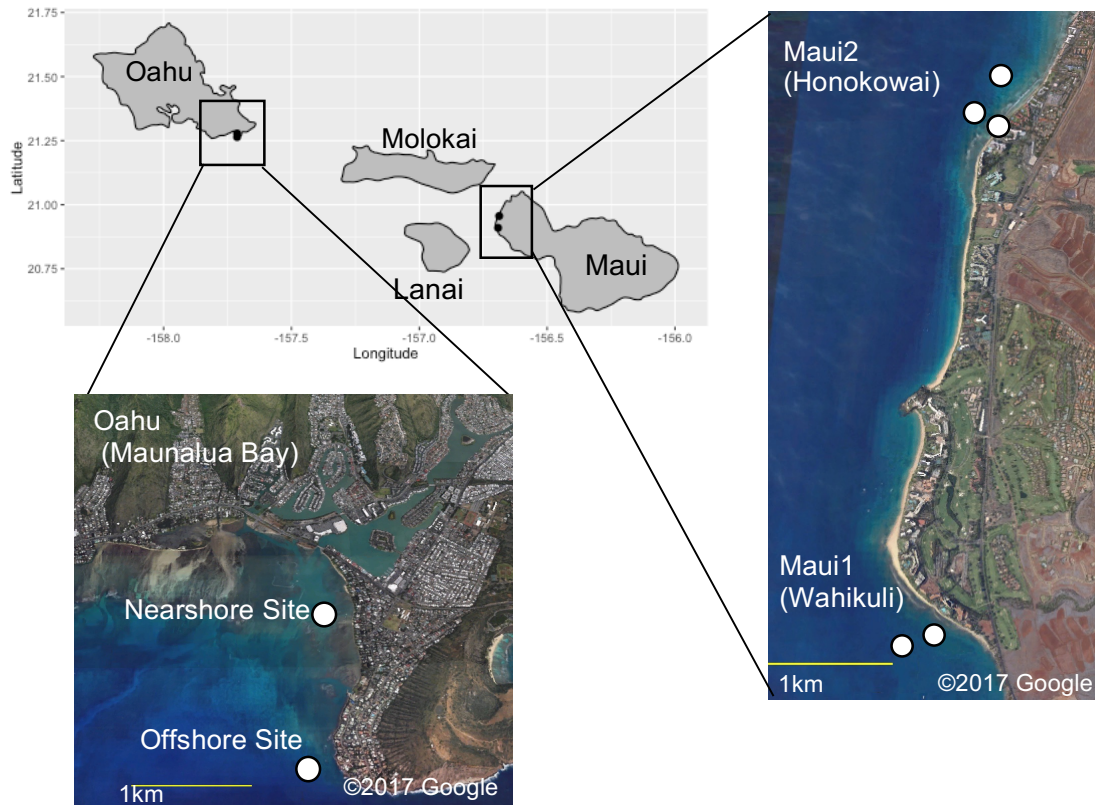 21.75
21.50
21.25
21.00
20.75
Latitude
Oahu
Molokai
Lanai
Maui
-158.0
-157.5
-157.0
-156.5
-156.0
Longitude
Maui2
(Honokowai)
Maui1
(Wahikuli)
1km
©2017 Google
Oahu
(Maunalua Bay)
Nearshore Site
Offshore Site
1km
©2017 Google